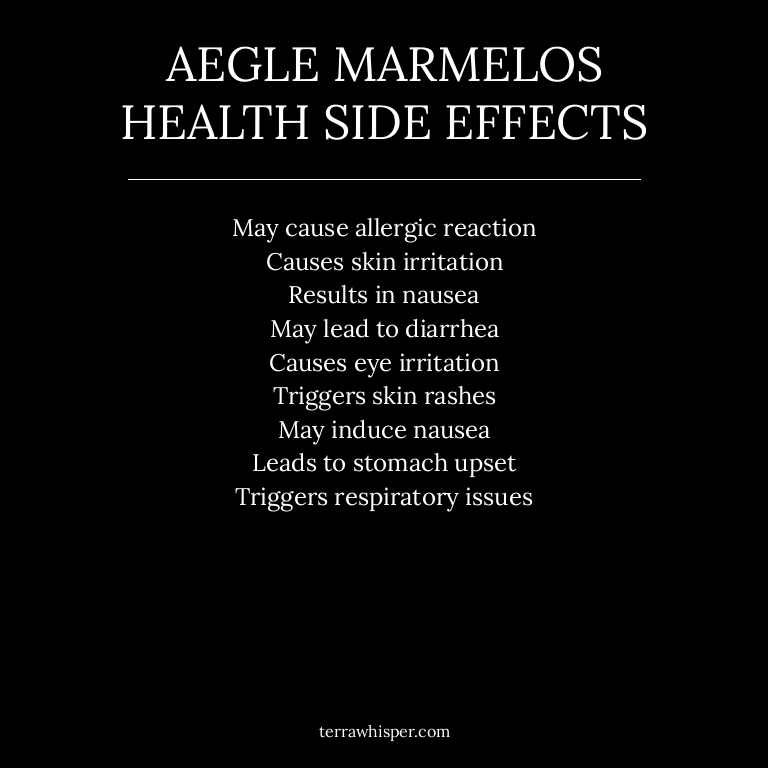 AEGLE MARMELOS
HEALTH SIDE EFFECTS
May cause allergic reaction
Causes skin irritation
Results in nausea
May lead to diarrhea
Causes eye irritation
Triggers skin rashes
May induce nausea
Leads to stomach upset
Triggers respiratory issues
terrawhisper.com